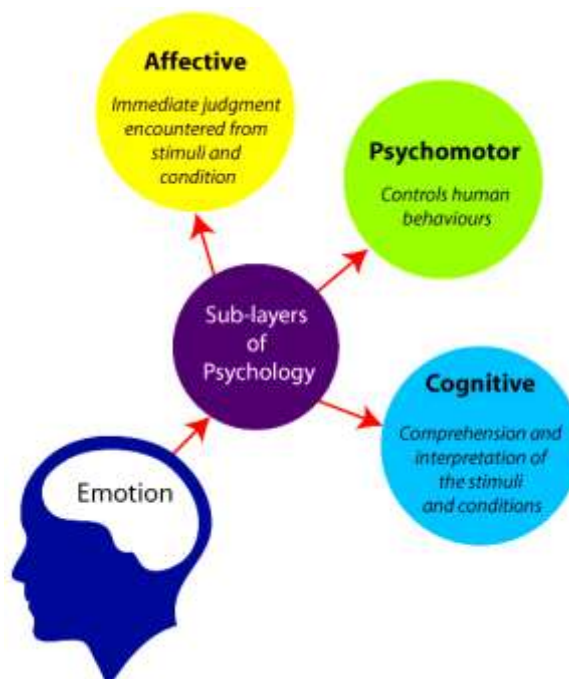 Affective
Immediate judgment
encountered from
stimuli and
condition
Psychomotor
Controls human
behaviours
Sub-layers
of
Psychology
Cognitive
Comprehension and
interpretation of
the stimuli
and conditions
Emotion